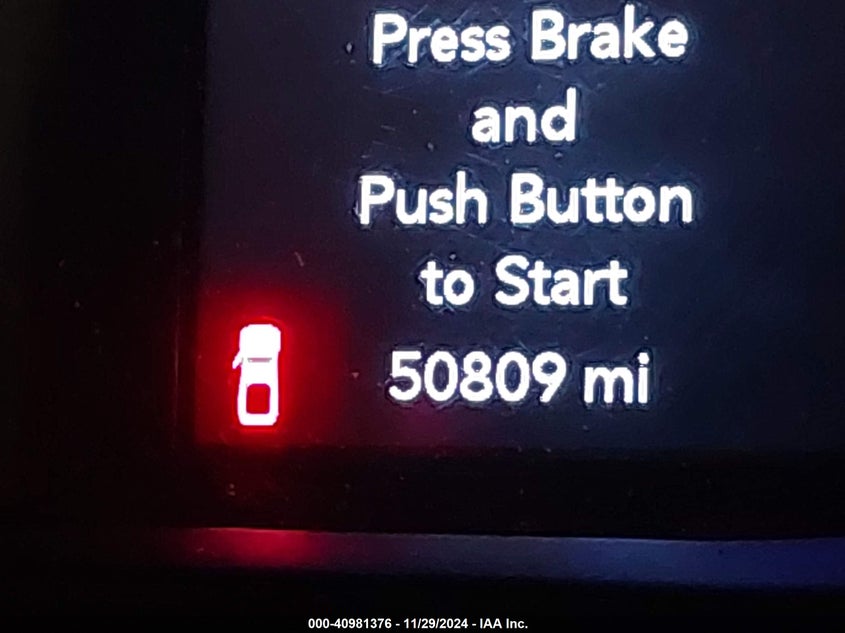 Press Brake
and
Push Button
to Start
50809 mi
000-40981376 - 11/29/2024 - IAA Inc.